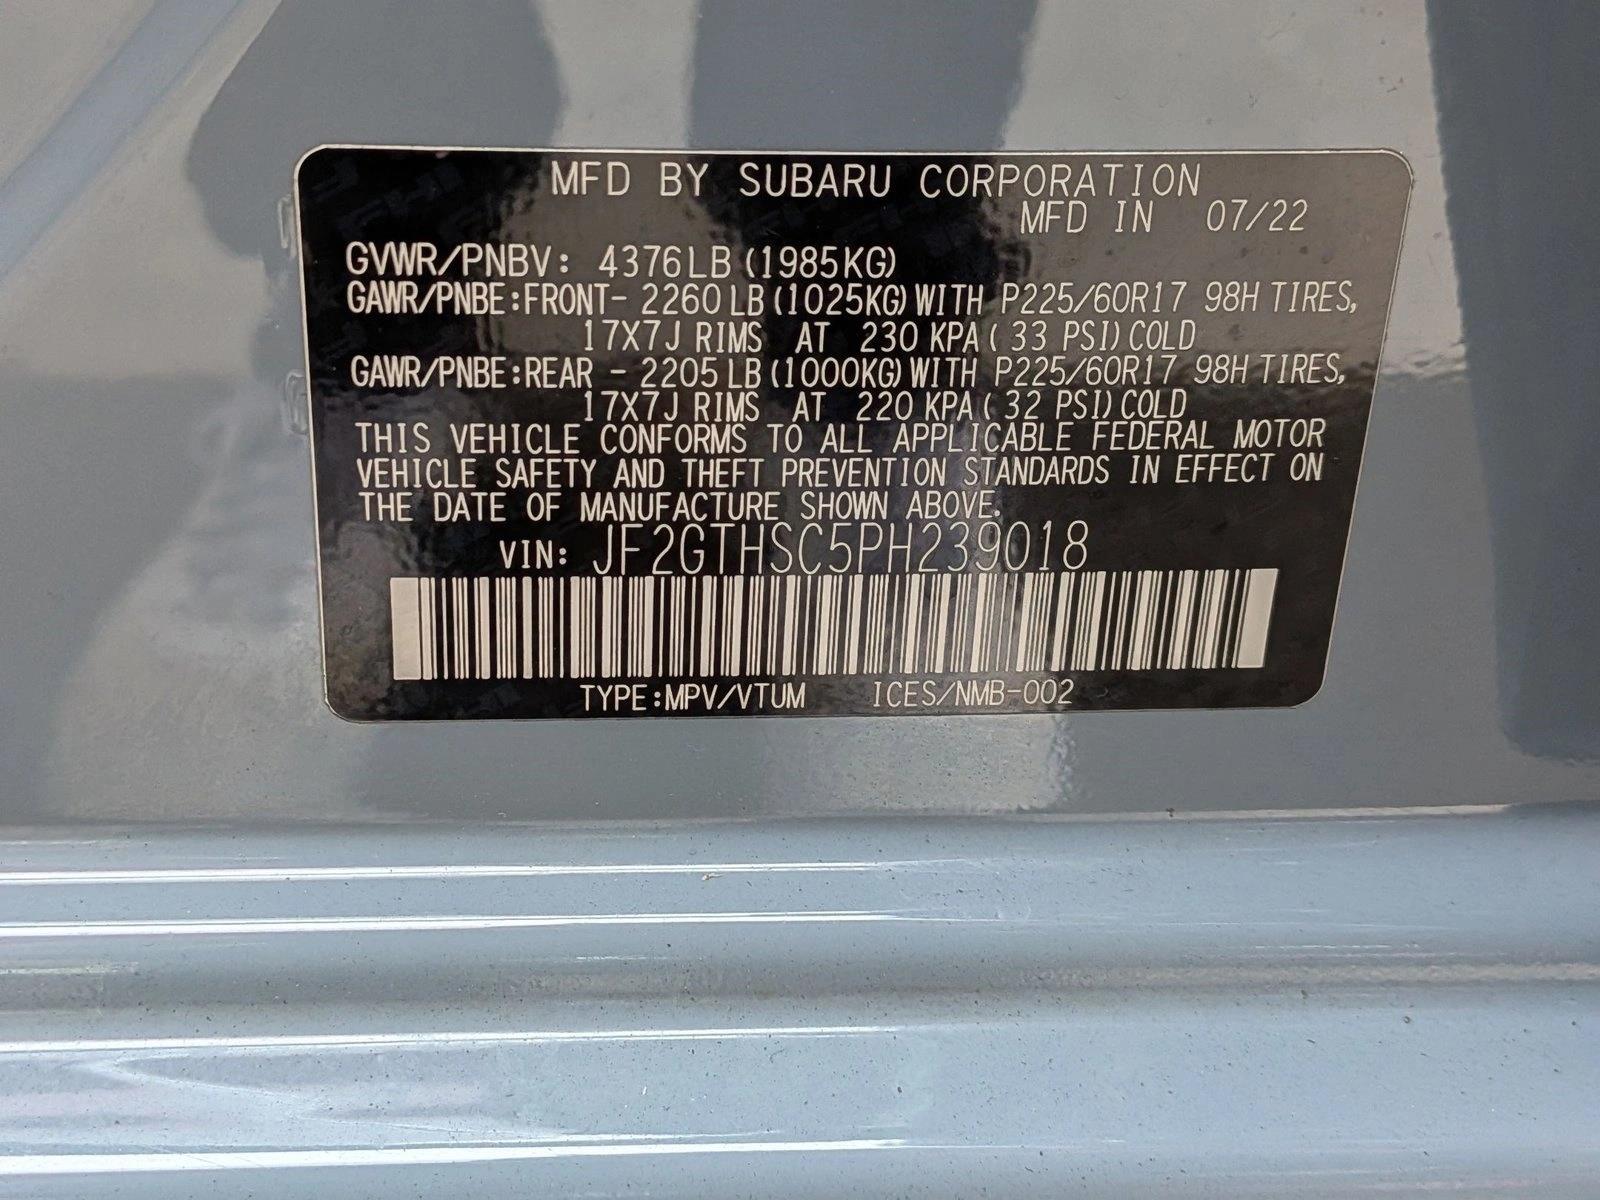 MFD BY SUBARU CORPORATION
MFD IN 07/22
GVWR/PNBV: 4376LB (1985KG)
GAWR/PNBE:FRONT- 2260 LB (1025KG) WITH P225/60R17 98H TIRES,
17X7J RIMS AT 230 KPA( 33 PSI) COLD
GAWR/PNBE:REAR - 2205 LB (1000KG) WITH P225/60R17 98H TIRES,
17X7J RIMS AT 220 KPA( 32 PSI) COLD
THIS VEHICLE CONFORMS TO ALL APPLICABLE FEDERAL MOTOR
VEHICLE SAFETY AND THEFT PREVENTION STANDARDS IN EFFECT ON
THE DATE OF MANUFACTURE SHOWN ABOVE.
VIN: JF2GTHSC5PH239018
TYPE:MPV/VTUM ICES/NMB-002